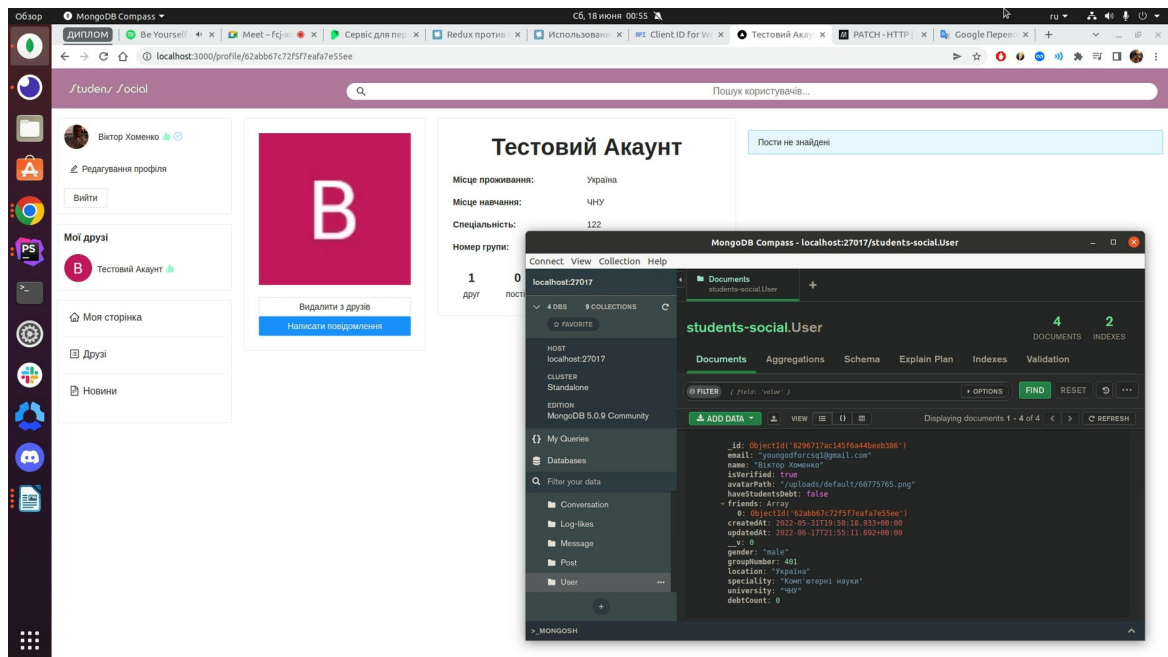 Обзор
MongoDB Compass
Сб, 18 июня 00:55
ru
ДИПЛОМ
Be Yourself
Meet – fcj-x
Сервіс для пер
Redux против
Использовани
API Client ID for W
Тестовий Акау
PATCH - HTTP
Google Перев
localhost:3000/profile/62abb67c72f5f7eafa7e55ee
Studens Social
Пошук користувачів...
Віктор Хоменко
Редагування профіля
Вийти
Мої друзі
В
Тестовий Акаунт
Моя сторінка
Друзі
Новини
В
Видалити з друзів
Написати повідомлення
Тестовий Акаунт
Місце проживання: Україна
Місце навчання: ЧНУ
Спеціальність: 122
Номер групи:
1 0
друг пості
Пости не знайдені
MongoDB Compass - localhost:27017/students-social.User
Connect View Collection Help
localhost:27017
4 DBS 9 COLLECTIONS
FAVORITE
HOST
localhost:27017
CLUSTER
Standalone
EDITION
MongoDB 5.0.9 Community
{} My Queries
Databases
Filter your data
Conversation
Log-likes
Message
Post
User
...
+
>_MONGOSH
Documents
students-social.User
+
students-social.User
4
DOCUMENTS
2
INDEXES
Documents Aggregations Schema Explain Plan Indexes Validation
FILTER { field: 'value' }
OPTIONS
FIND
RESET
...
ADD DATA
VIEW
{}
Displaying documents 1 - 4 of 4
REFRESH
_id: ObjectId('6296717ac145f6a44beeb386')
email: "youngodforcsq1@gmail.com"
name: "Віктор Хоменко"
isVerified: true
avatarPath: "/uploads/default/60775765.png"
haveStudentsDebt: false
friends: Array
0: ObjectId('62abb67c72f5f7eafa7e55ee')
createdAt: 2022-05-31T19:50:18.933+00:00
updatedAt: 2022-06-17T21:55:11.692+00:00
__v: 0
gender: "male"
groupNumber: 401
location: "Україна"
speciality: "Комп'ютерні науки"
university: "ЧНУ"
debtCount: 0